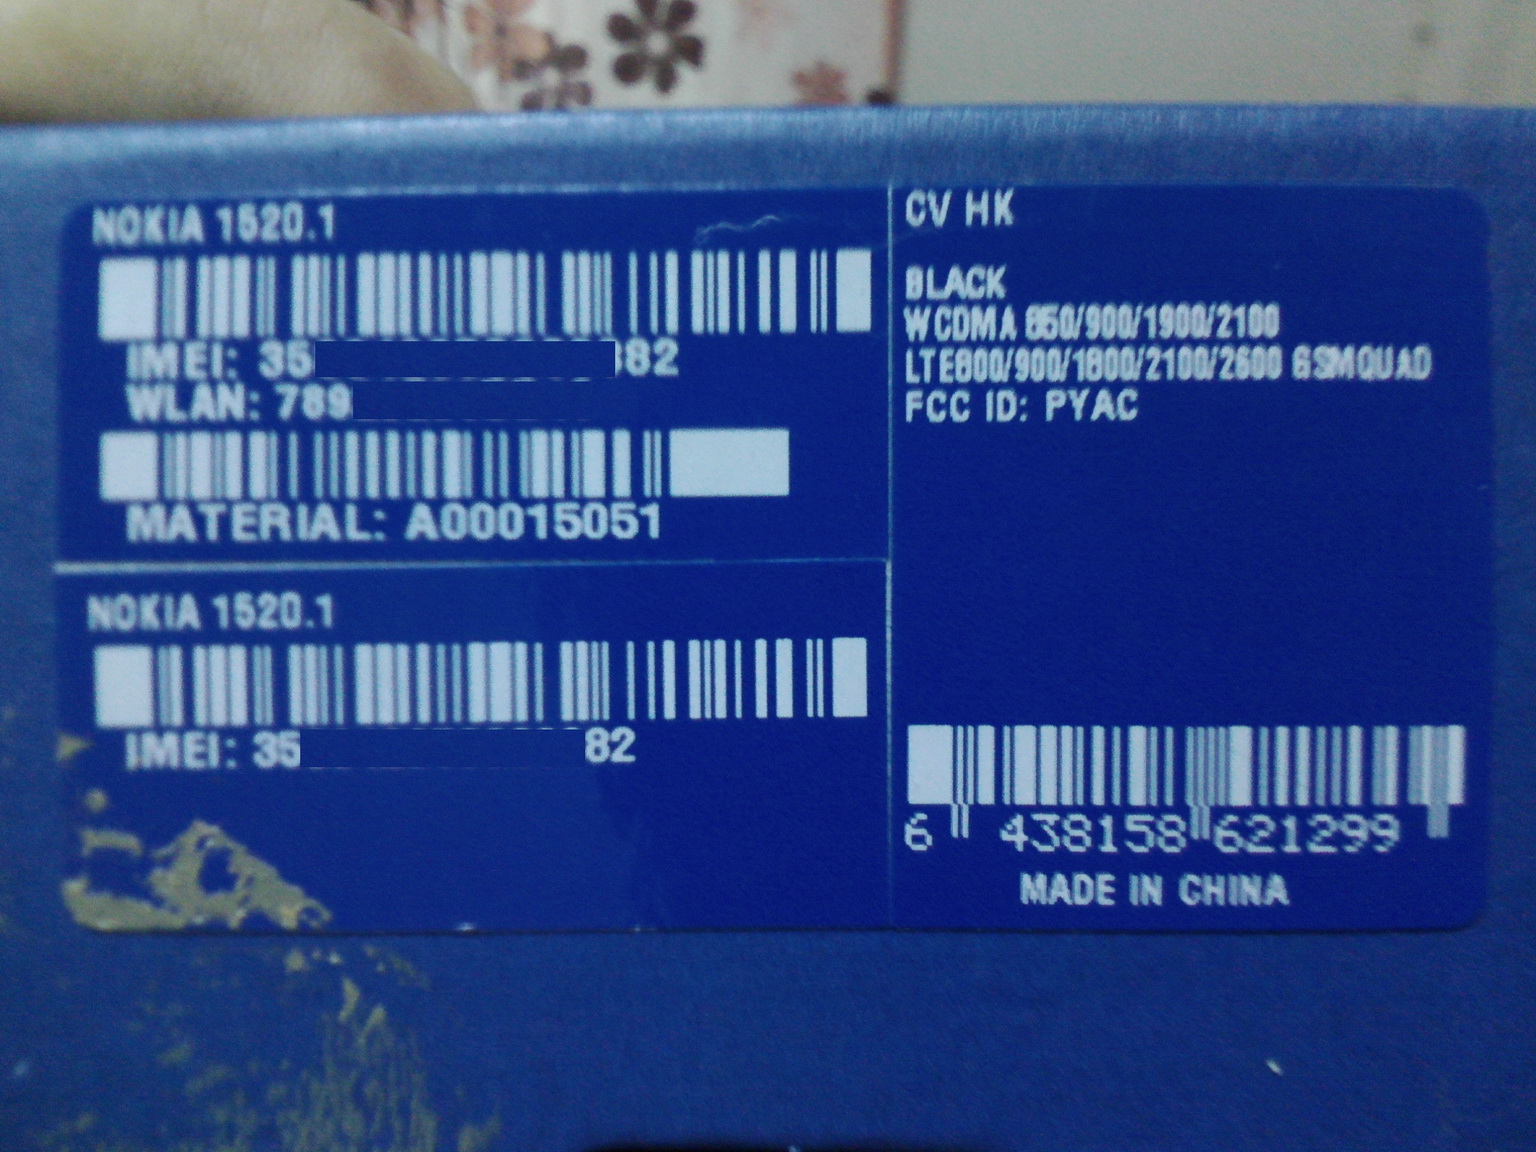 NOKIA 1520.1
IMEI: 35 82
WLAN: 789
MATERIAL: A00015051
NOKIA 1520.1
IMEI: 35 82
CV HK
BLACK
WCDMA 850/900/1900/2100
LTE800/900/1800/2100/2600 GSMQUAD
FCC ID: PYAC
6 438158 621299
MADE IN CHINA